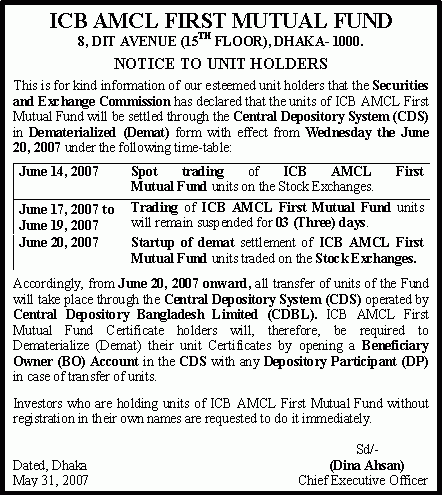 ICB AMCL FIRST MUTUAL FUND
8, DIT AVENUE (15TH FLOOR), DHAKA- 1000.
NOTICE TO UNIT HOLDERS
This is for kind information of our esteemed unit holders that the Securities
and Exchange Commission has declared that the units of ICB AMCL First
Mutual Fund will be settled through the Central Depository System (CDS)
in Dematerialized (Demat) form with effect from Wednesday the June
20, 2007 under the following time-table:
June 14, 2007 Spot trading of ICB AMCL First
Mutual Fund units on the Stock Exchanges.
June 17, 2007 to Trading of ICB AMCL First Mutual Fund units
June 19, 2007 will remain suspended for 03 (Three) days.
June 20, 2007 Startup of demat settlement of ICB AMCL First
Mutual Fund units traded on the Stock Exchanges.
Accordingly, from June 20, 2007 onward, all transfer of units of the Fund
will take place through the Central Depository System (CDS) operated by
Central Depository Bangladesh Limited (CDBL). ICB AMCL First
Mutual Fund Certificate holders will, therefore, be required to
Dematerialize (Demat) their unit Certificates by opening a Beneficiary
Owner (BO) Account in the CDS with any Depository Participant (DP)
in case of transfer of units.
Investors who are holding units of ICB AMCL First Mutual Fund without
registration in their own names are requested to do it immediately.
Sd/-
Dated, Dhaka (Dina Ahsan)
May 31, 2007 Chief Executive Officer